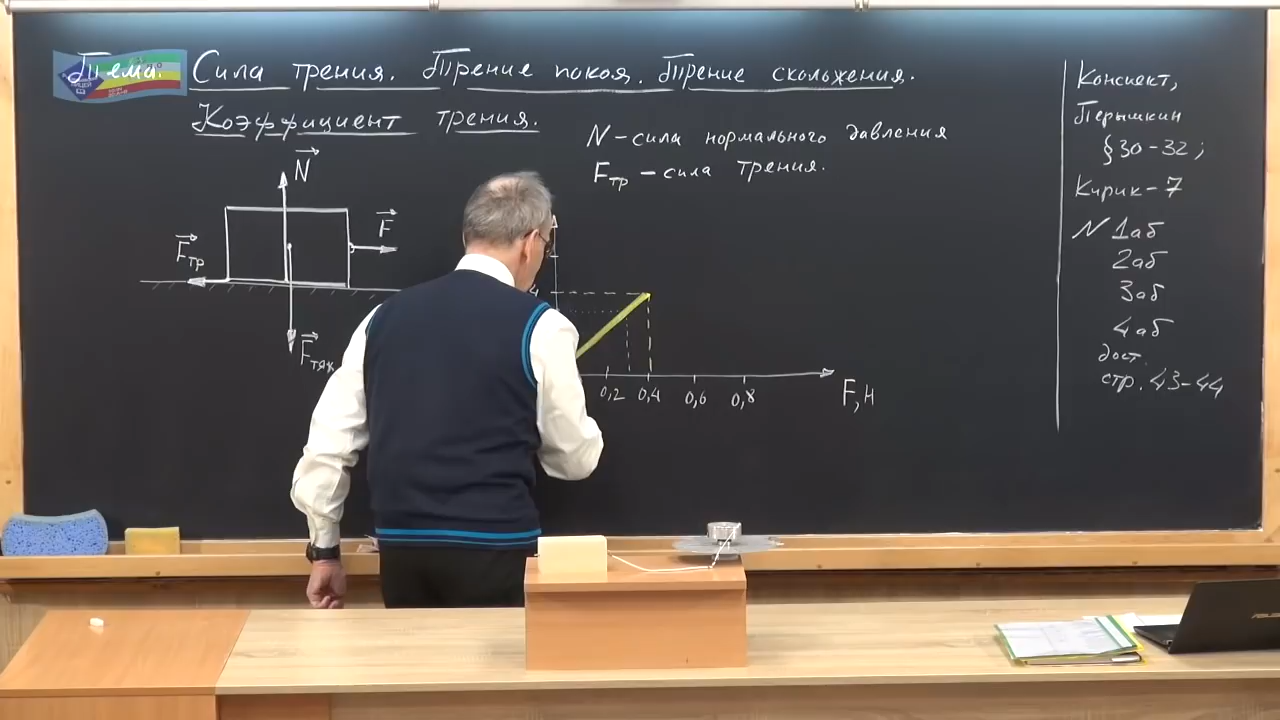 Тема. Сила трения. Трение покоя. Трение скольжения.
Коэффициент трения.
N - сила нормального давления
Fтр - сила трения.
N
F
Fтр
Fтяж
4
0,2 0,4 0,6 0,8
F, Н
Конспект,
Перышкин
§ 30-32;
Кирик - 7
N 1аб
2аб
3аб
4аб
дост.
стр. 43-44